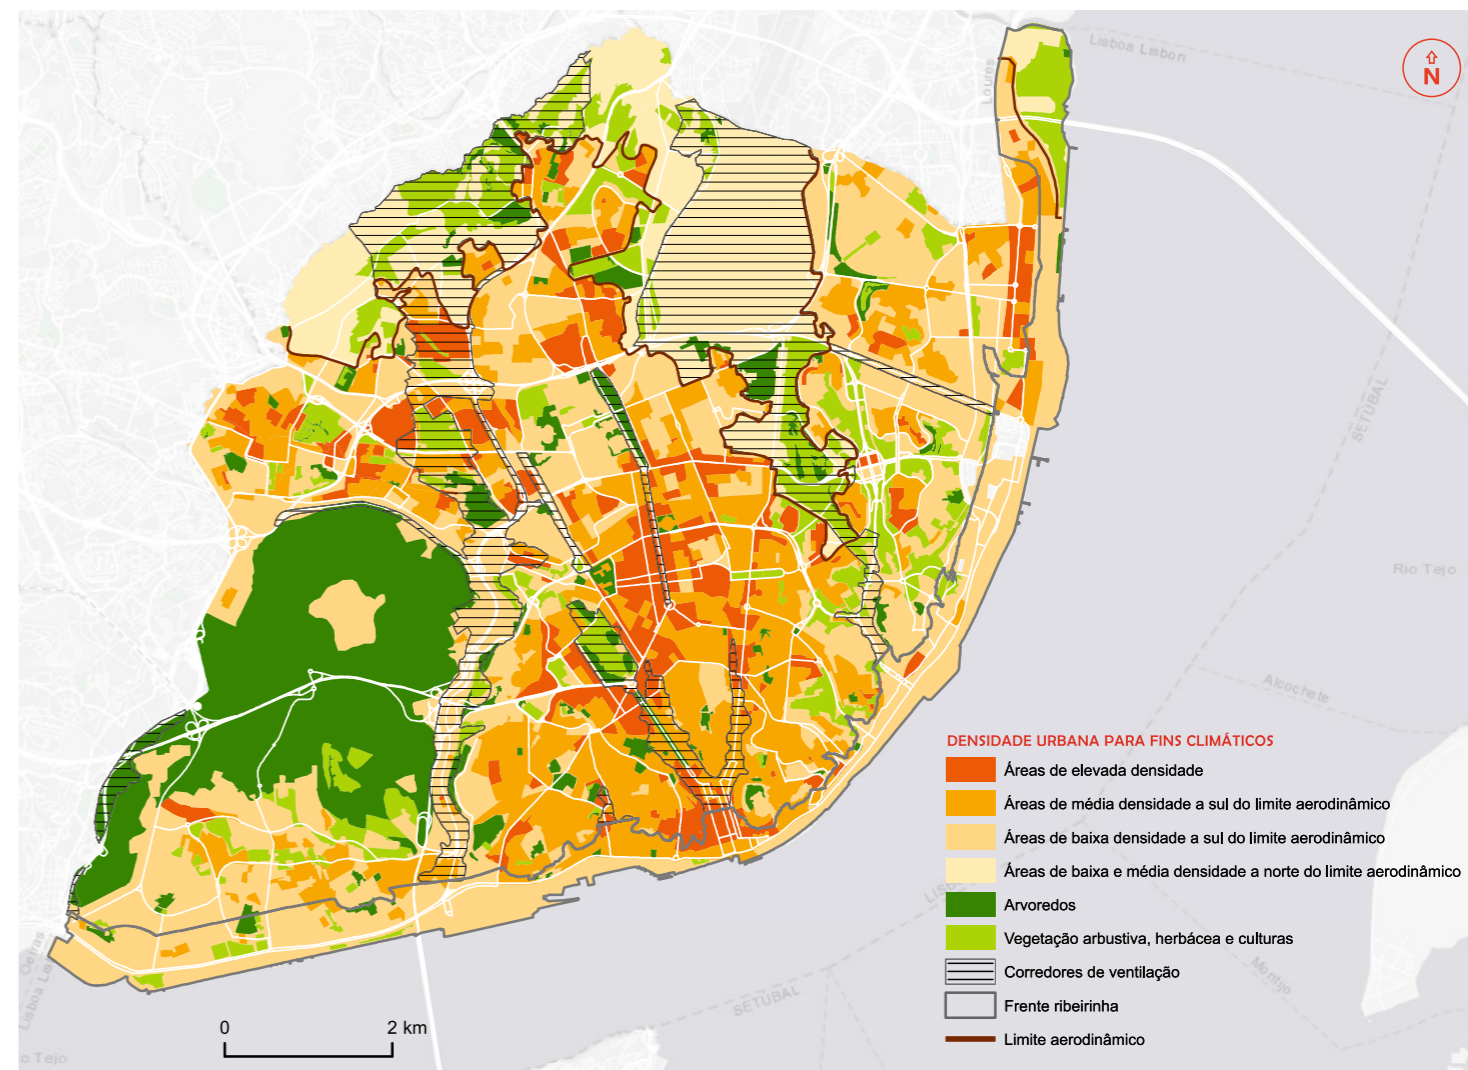 Lisboa Lisbon
Loures
N
SETÚBAL
Rio Tejo
Alcochete
DENSIDADE URBANA PARA FINS CLIMÁTICOS
Áreas de elevada densidade
Áreas de média densidade a sul do limite aerodinâmico
Áreas de baixa densidade a sul do limite aerodinâmico
Áreas de baixa e média densidade a norte do limite aerodinâmico
Arvoredos
Vegetação arbustiva, herbácea e culturas
Corredores de ventilação
Frente ribeirinha
Limite aerodinâmico
Oeiras
Montijo
SETÚBAL
0 2 km
o Tejo